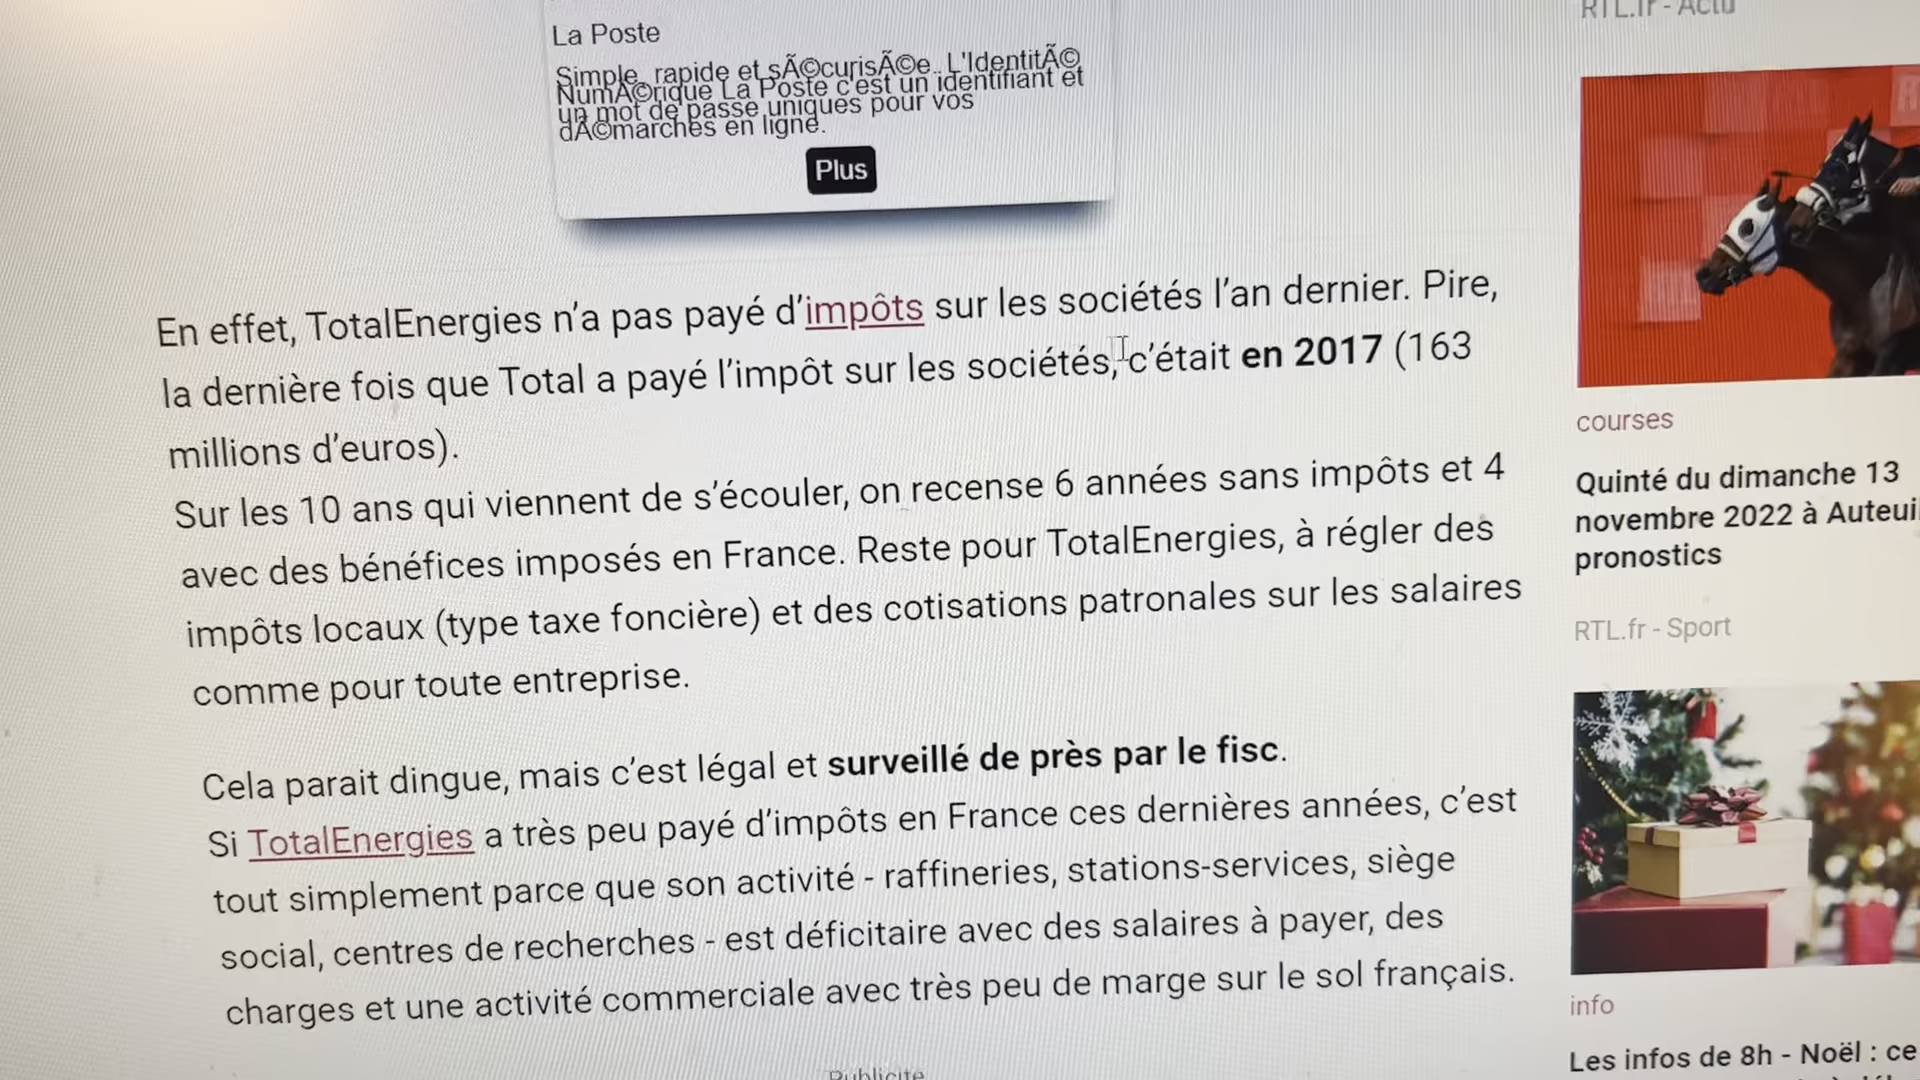 La Poste
Simple, rapide et sÃ©curisÃ©e. L'IdentitÃ©
NumÃ©rique La Poste c'est un identifiant et
un mot de passe uniques pour vos
dÃ©marches en ligne.
Plus
En effet, TotalEnergies n’a pas payé d’impôts sur les sociétés l’an dernier. Pire,
la dernière fois que Total a payé l’impôt sur les sociétés, c’était en 2017 (163
millions d’euros).
Sur les 10 ans qui viennent de s’écouler, on recense 6 années sans impôts et 4
avec des bénéfices imposés en France. Reste pour TotalEnergies, à régler des
impôts locaux (type taxe foncière) et des cotisations patronales sur les salaires
comme pour toute entreprise.
Cela parait dingue, mais c’est légal et surveillé de près par le fisc.
Si TotalEnergies a très peu payé d’impôts en France ces dernières années, c’est
tout simplement parce que son activité - raffineries, stations-services, siège
social, centres de recherches - est déficitaire avec des salaires à payer, des
charges et une activité commerciale avec très peu de marge sur le sol français.
Publicité
RTL.fr - Actu
courses
Quinté du dimanche 13
novembre 2022 à Auteui
pronostics
RTL.fr - Sport
info
Les infos de 8h - Noël : ce